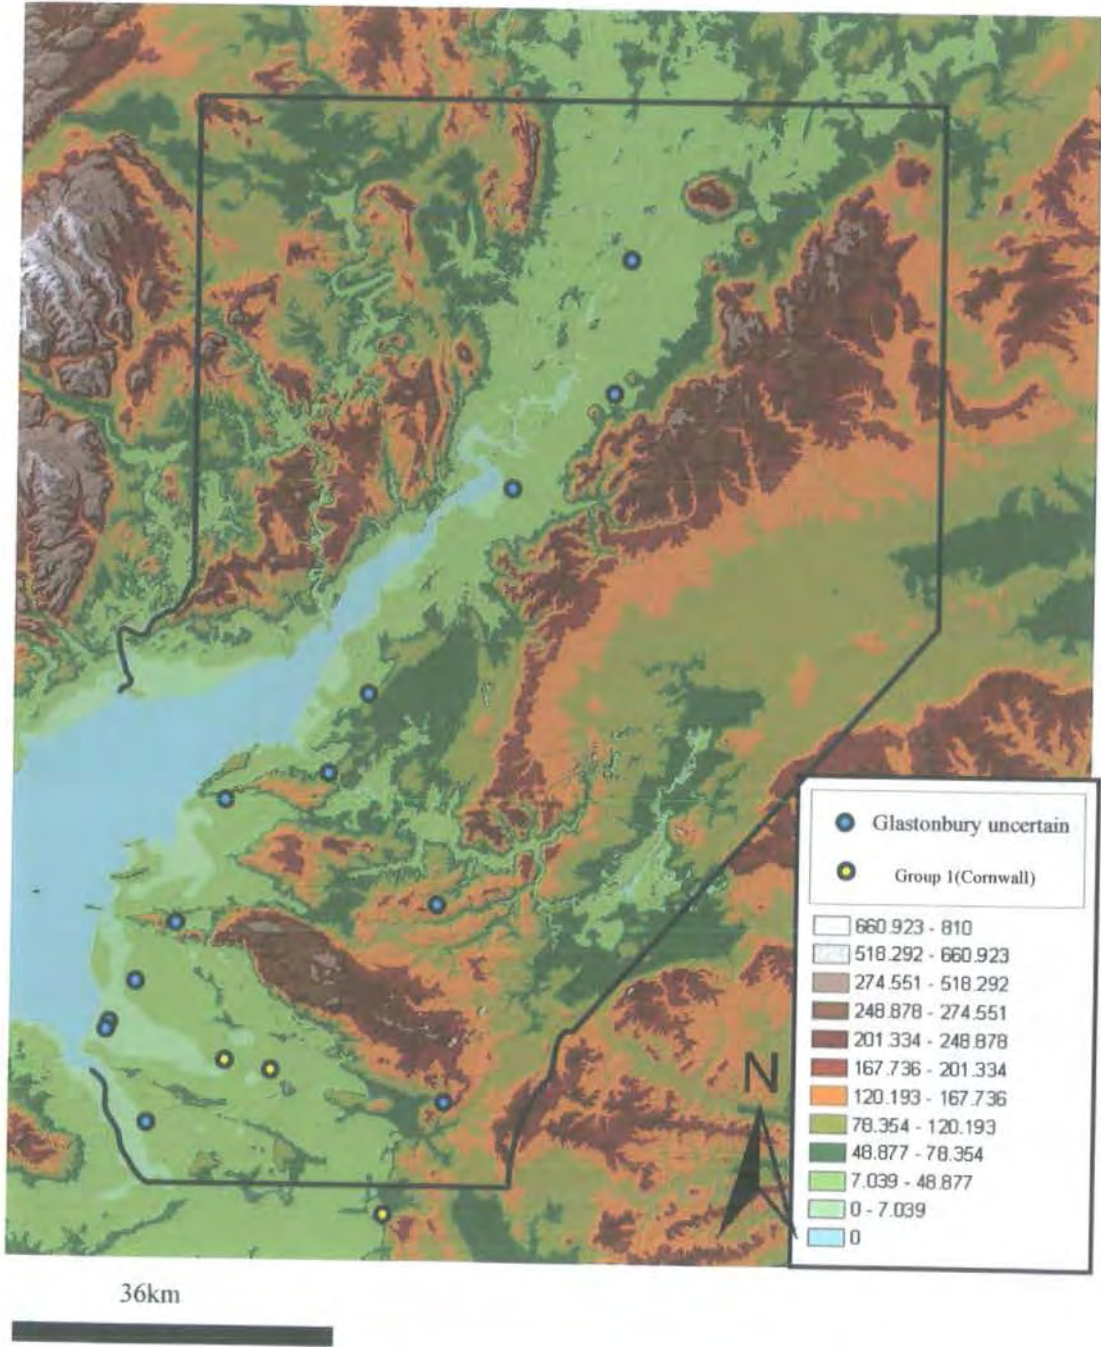 Glastonbury uncertain
Group 1(Cornwall)
660.923 - 810
518.292 - 660.923
274.551 - 518.292
248.878 - 274.551
201.334 - 248.878
167.736 - 201.334
120.193 - 167.736
78.354 - 120.193
48.877 - 78.354
7.039 - 48.877
0 - 7.039
0
N
36km